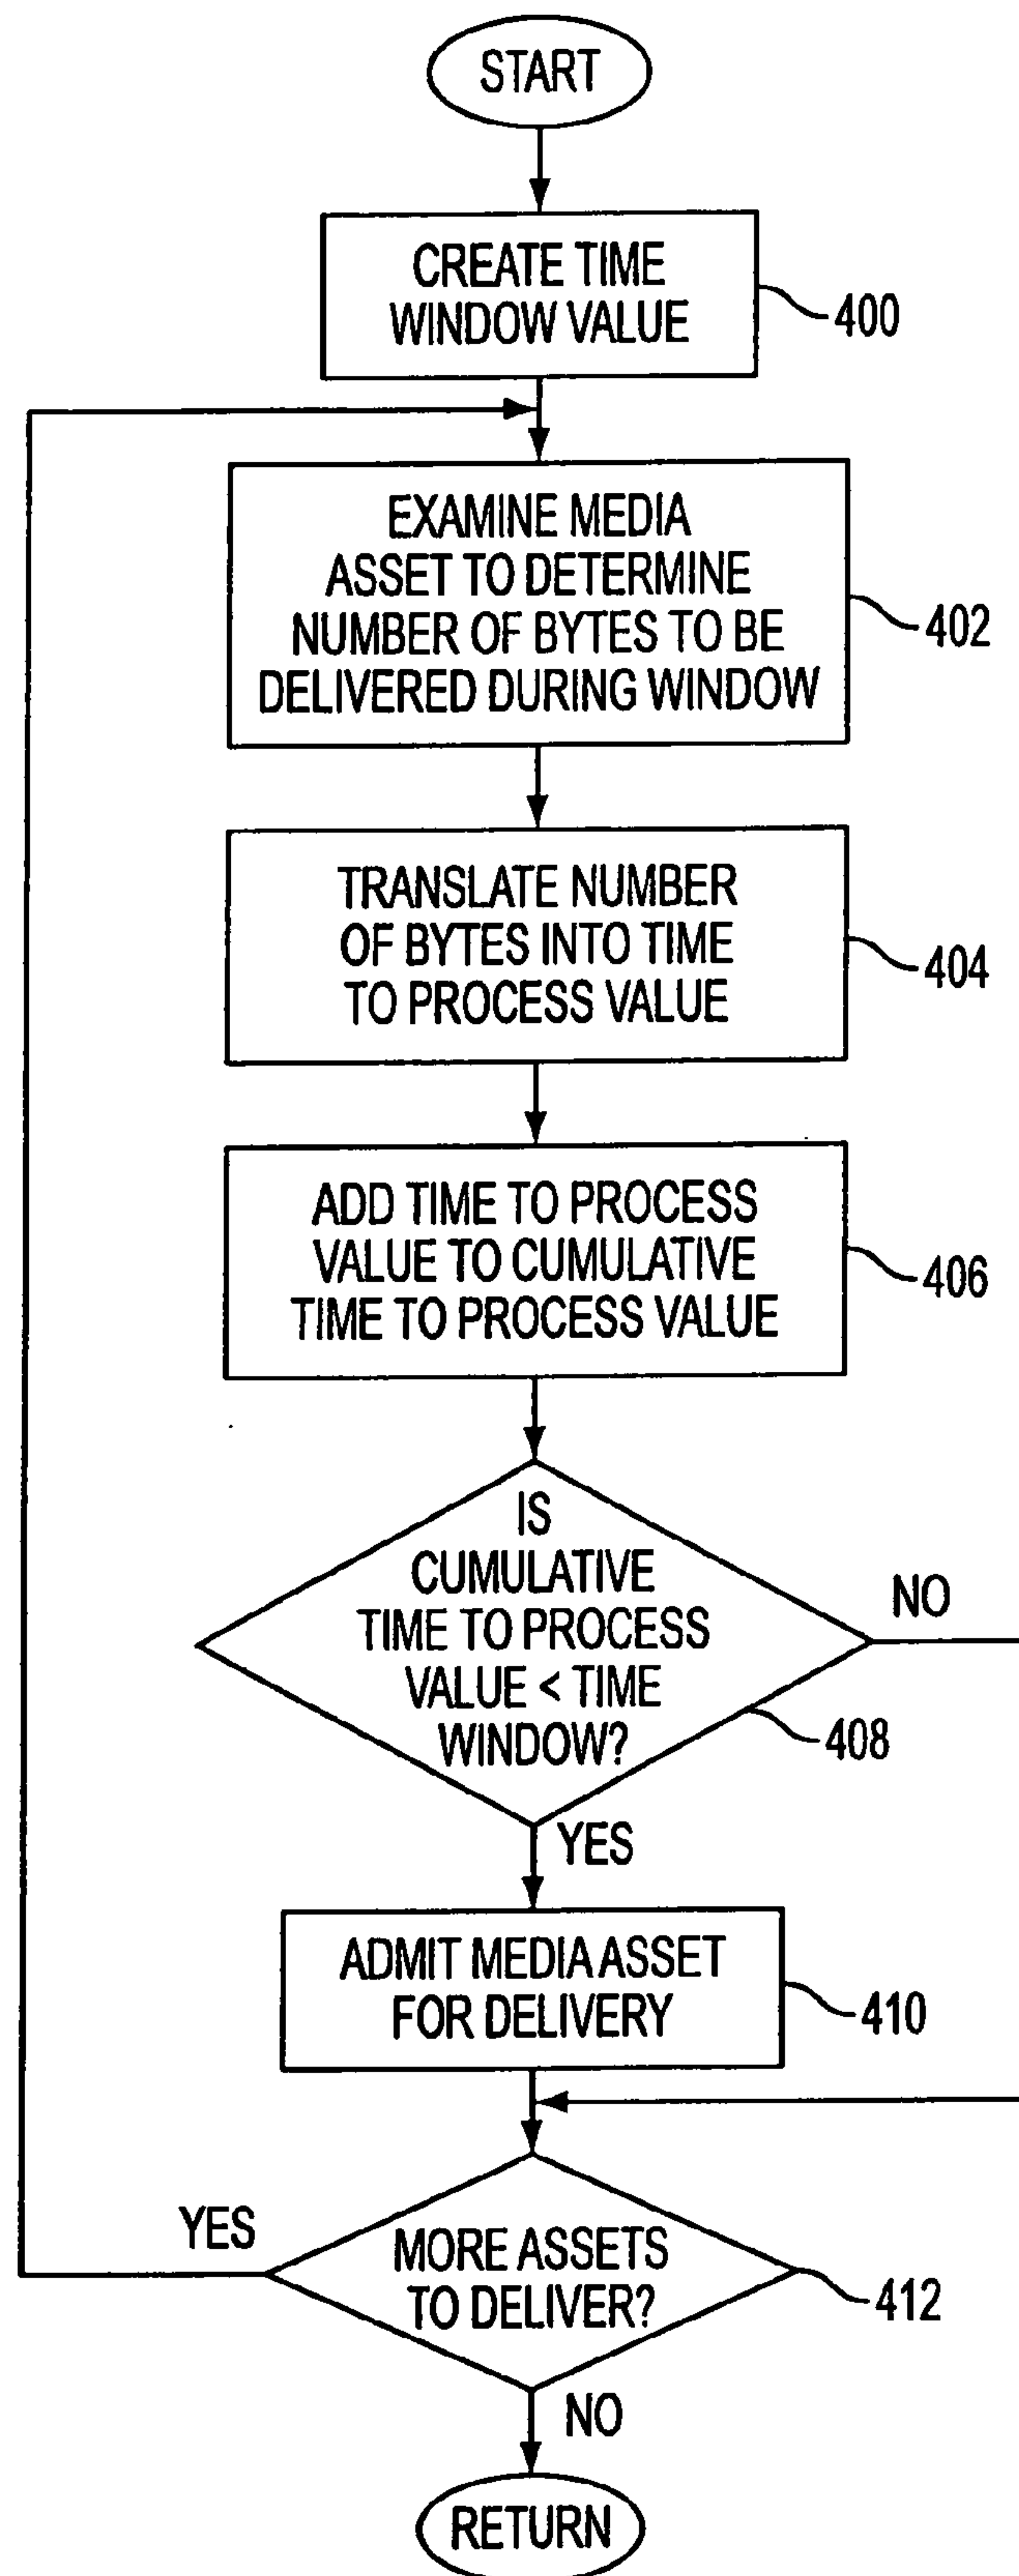 START
CREATE TIME
WINDOW VALUE
400
EXAMINE MEDIA
ASSET TO DETERMINE
NUMBER OF BYTES TO BE
DELIVERED DURING WINDOW
402
TRANSLATE NUMBER
OF BYTES INTO TIME
TO PROCESS VALUE
404
ADD TIME TO PROCESS
VALUE TO CUMULATIVE
TIME TO PROCESS VALUE
406
IS
CUMULATIVE
TIME TO PROCESS
VALUE < TIME
WINDOW?
NO
408
YES
ADMIT MEDIA ASSET
FOR DELIVERY
410
YES
MORE ASSETS
TO DELIVER?
412
NO
RETURN